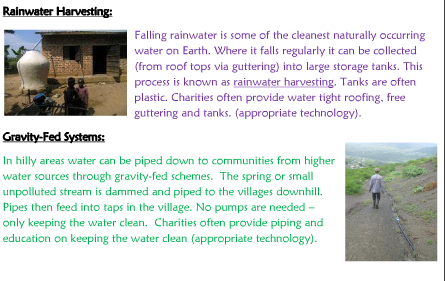 Rainwater Harvesting:
Falling rainwater is some of the cleanest naturally occurring
water on Earth. Where it falls regularly it can be collected
(from roof tops via guttering) into large storage tanks. This
process is known as rainwater harvesting. Tanks are often
plastic. Charities often provide water tight roofing, free
guttering and tanks. (appropriate technology).
Gravity-Fed Systems:
In hilly areas water can be piped down to communities from higher
water sources through gravity-fed schemes. The spring or small
unpolluted stream is dammed and piped to the villages downhill.
Pipes then feed into taps in the village. No pumps are needed –
only keeping the water clean. Charities often provide piping and
education on keeping the water clean (appropriate technology).